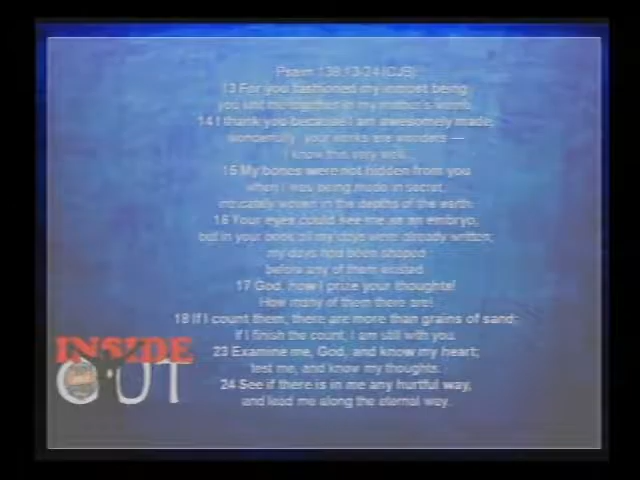 Psalm 139:13-24 (CJB)
13 For you fashioned my inmost being,
you knit me together in my mother's womb.
14 I thank you because I am awesomely made,
wonderfully; your works are wonders —
I know this very well.
15 My bones were not hidden from you
when I was being made in secret,
intricately woven in the depths of the earth.
16 Your eyes could see me as an embryo,
but in your book all my days were already written;
my days had been shaped
before any of them existed
17 God, how I prize your thoughts!
How many of them there are!
18 If I count them, there are more than grains of sand;
if I finish the count, I am still with you.
23 Examine me, God, and know my heart;
test me, and know my thoughts.
24 See if there is in me any hurtful way,
and lead me along the eternal way.
INSIDE
OUT